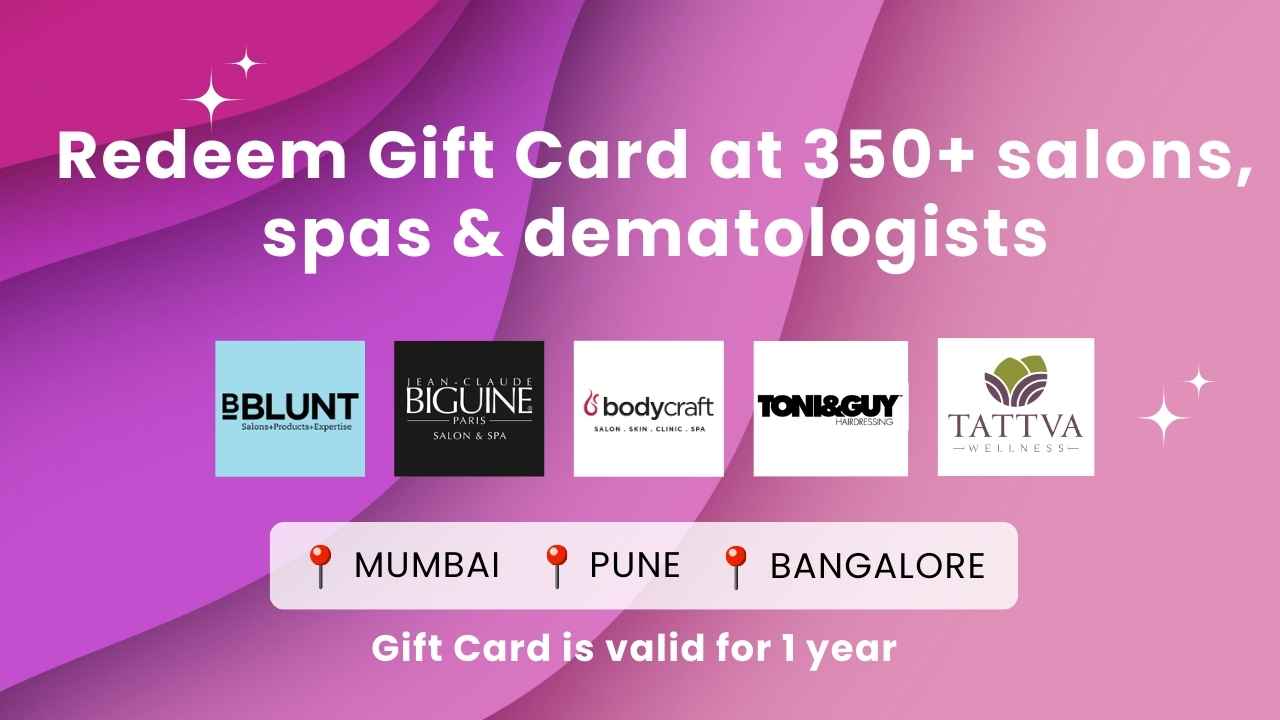 Redeem Gift Card at 350+ salons,
spas & dematologists
BBLUNT
Salons+Products+Expertise
JEAN-CLAUDE
BIGUINE
PARIS
SALON & SPA
bodycraft
SALON . SKIN . CLINIC . SPA
TONI&GUY
HAIRDRESSING
TATTVA
WELLNESS
MUMBAI PUNE BANGALORE
Gift Card is valid for 1 year